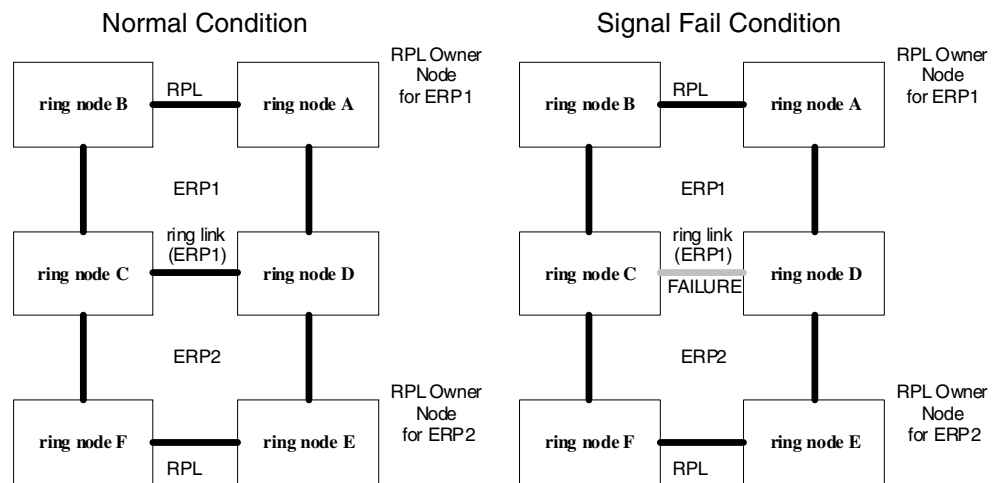 Normal Condition
RPL Owner
Node
for ERP1
ring node B
RPL
ring node A
ERP1
ring link
(ERP1)
ring node C
ring node D
ERP2
RPL Owner
Node
for ERP2
ring node F
RPL
ring node E
Signal Fail Condition
RPL Owner
Node
for ERP1
ring node B
RPL
ring node A
ERP1
ring link
(ERP1)
ring node C
FAILURE
ring node D
ERP2
RPL Owner
Node
for ERP2
ring node F
RPL
ring node E